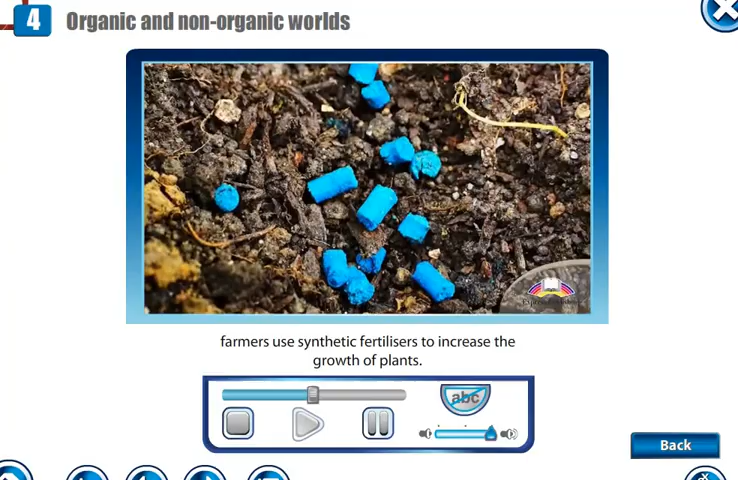 4 Organic and non-organic worlds
farmers use synthetic fertilisers to increase the
growth of plants.
abc
Back